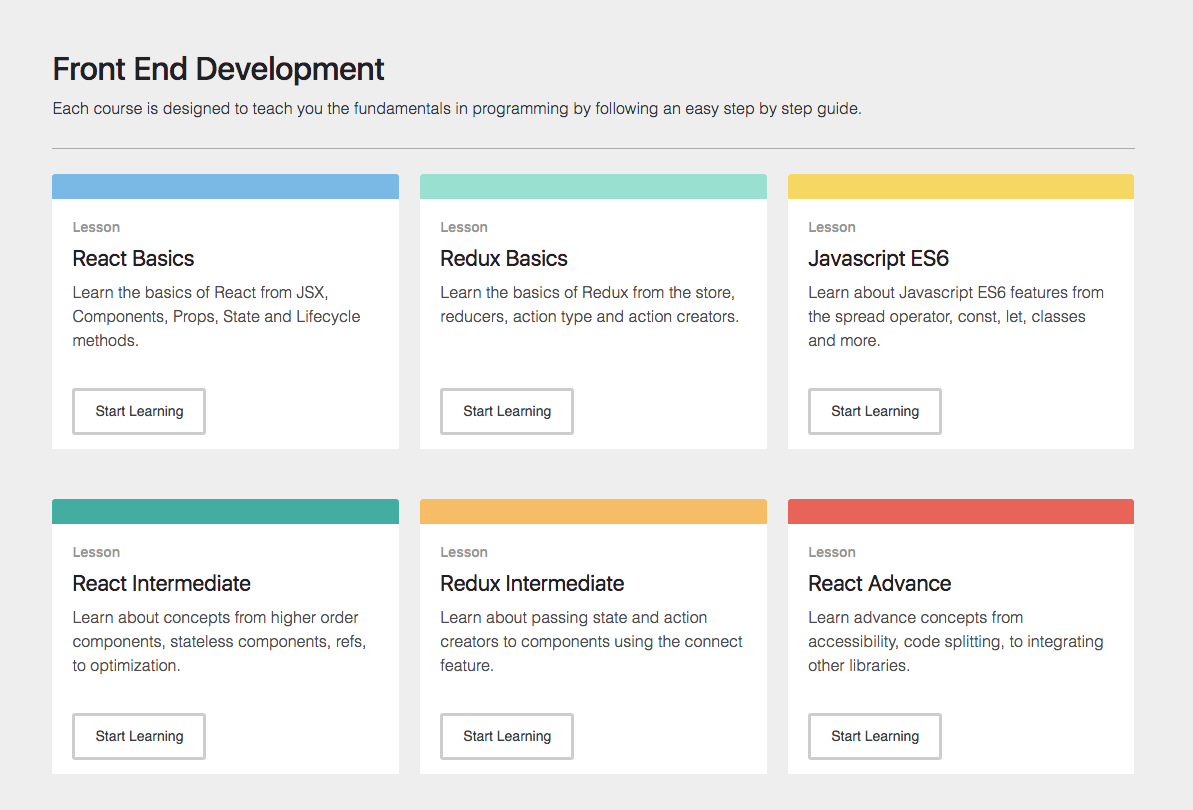 Front End Development
Each course is designed to teach you the fundamentals in programming by following an easy step by step guide.
Lesson
React Basics
Learn the basics of React from JSX,
Components, Props, State and Lifecycle
methods.
Start Learning
Lesson
Redux Basics
Learn the basics of Redux from the store,
reducers, action type and action creators.
Start Learning
Lesson
Javascript ES6
Learn about Javascript ES6 features from
the spread operator, const, let, classes
and more.
Start Learning
Lesson
React Intermediate
Learn about concepts from higher order
components, stateless components, refs,
to optimization.
Start Learning
Lesson
Redux Intermediate
Learn about passing state and action
creators to components using the connect
feature.
Start Learning
Lesson
React Advance
Learn advance concepts from
accessibility, code splitting, to integrating
other libraries.
Start Learning